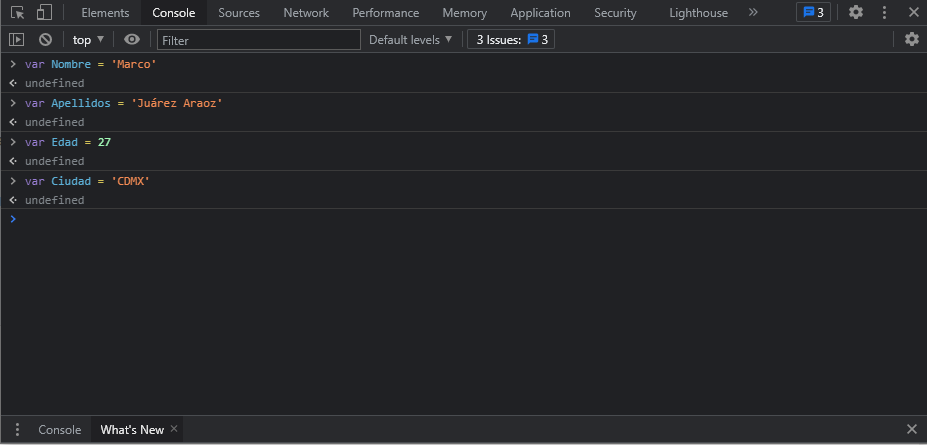 Elements Console Sources Network Performance Memory Application Security Lighthouse » 3
top Filter Default levels 3 Issues: 3
> var Nombre = 'Marco'
undefined
> var Apellidos = 'Juárez Araoz'
undefined
> var Edad = 27
undefined
> var Ciudad = 'CDMX'
undefined
>
Console What's New ×